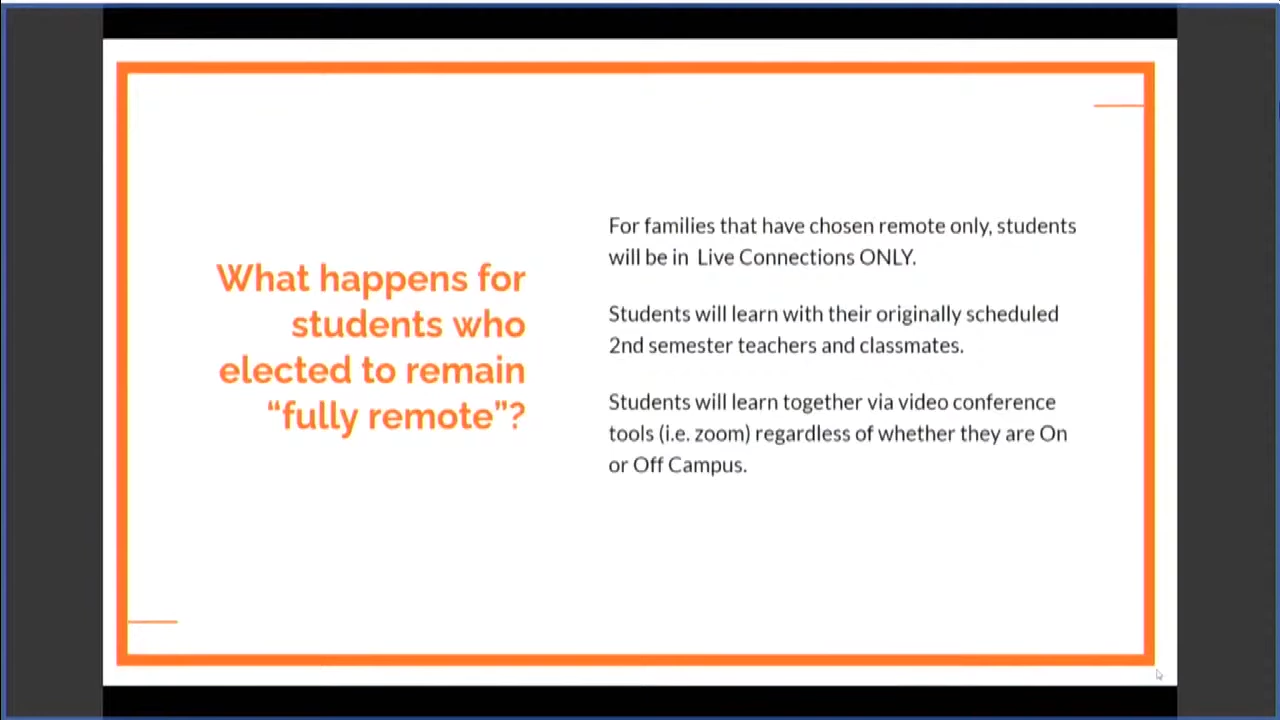 What happens for
students who
elected to remain
“fully remote”?
For families that have chosen remote only, students
will be in Live Connections ONLY.
Students will learn with their originally scheduled
2nd semester teachers and classmates.
Students will learn together via video conference
tools (i.e. zoom) regardless of whether they are On
or Off Campus.